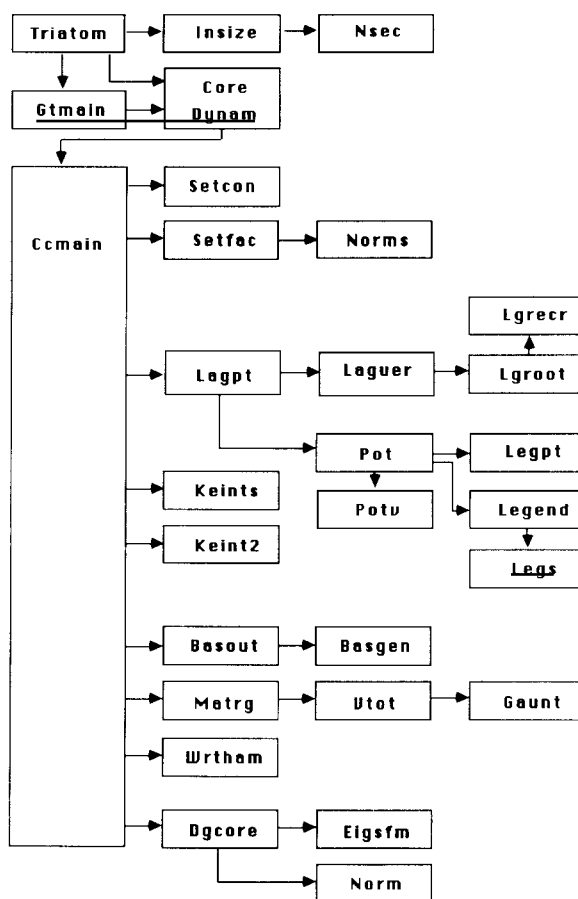 Triatom
Insize
Nsec
Gtmain
Core
Dynam
Ccmain
Setcon
Setfac
Norms
Lgrecr
Lagpt
Laguer
Lgroot
Pot
Legpt
Keints
Potv
Legend
Keint2
Legs
Basout
Basgen
Matrg
Vtot
Gaunt
Wrtham
Dgcore
Eigsfm
Norm